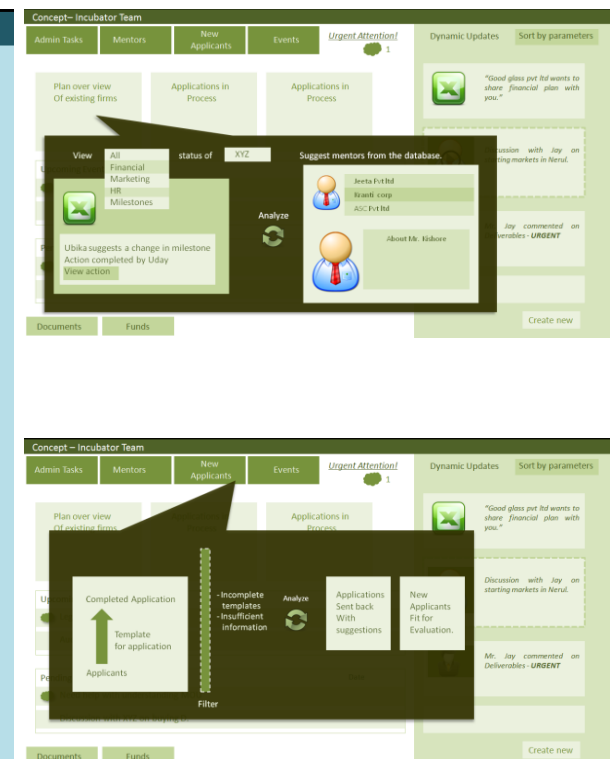 Concept– Incubator Team
Admin Tasks
Mentors
New
Applicants
Events
Urgent Attention!
1
Dynamic Updates
Sort by parameters
Plan over view
Of existing firms
Applications in
Process
Applications in
Process
"Good glass pvt ltd wants to
share financial plan with
you."
with Jay on
markets in Nerul.
Jay commented on
- URGENT
View
All
Financial
Marketing
HR
Milestones
status of
XYZ
Suggest mentors from the database.
Jeeta Pvt ltd
Kranti corp
ASC Pvt ltd
Analyze
About Mr. Kishore
Ubika suggests a change in milestone
Action completed by Uday
View action
Create new
Documents
Funds
Concept – Incubator Team
Admin Tasks
Mentors
New
Applicants
Events
Urgent Attention!
1
Dynamic Updates
Sort by parameters
Plan over view
Of existing firms
Applications in
Process
"Good glass pvt ltd wants to
share financial plan with
you."
Completed Application
Template
for application
Applicants
Filter
-Incomplete
templates
-Insufficient
information
Analyze
Applications
Sent back
With
suggestions
New
Applicants
Fit for
Evaluation.
Discussion with Jay on
starting markets in Nerul.
Mr. Jay commented on
Deliverables - URGENT
Create new
Documents
Funds